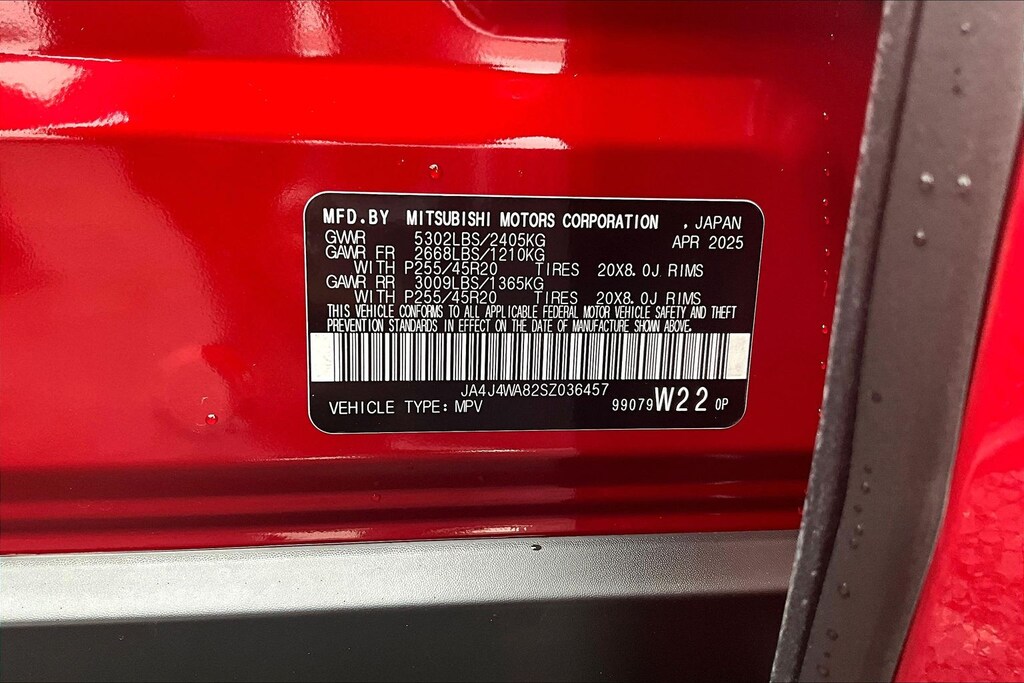 MFD.BY MITSUBISHI MOTORS CORPORATION , JAPAN
GVWR 5302LBS/2405KG APR 2025
GAWR FR 2668LBS/1210KG
WITH P255/45R20 TIRES 20X8.0J RIMS
GAWR RR 3009LBS/1365KG
WITH P255/45R20 TIRES 20X8.0J RIMS
THIS VEHICLE CONFORMS TO ALL APPLICABLE FEDERAL MOTOR VEHICLE SAFETY AND THEFT
PREVENTION STANDARDS IN EFFECT ON THE DATE OF MANUFACTURE SHOWN ABOVE.
JA4J4WA82SZ036457
VEHICLE TYPE: MPV 99079 W22 0P